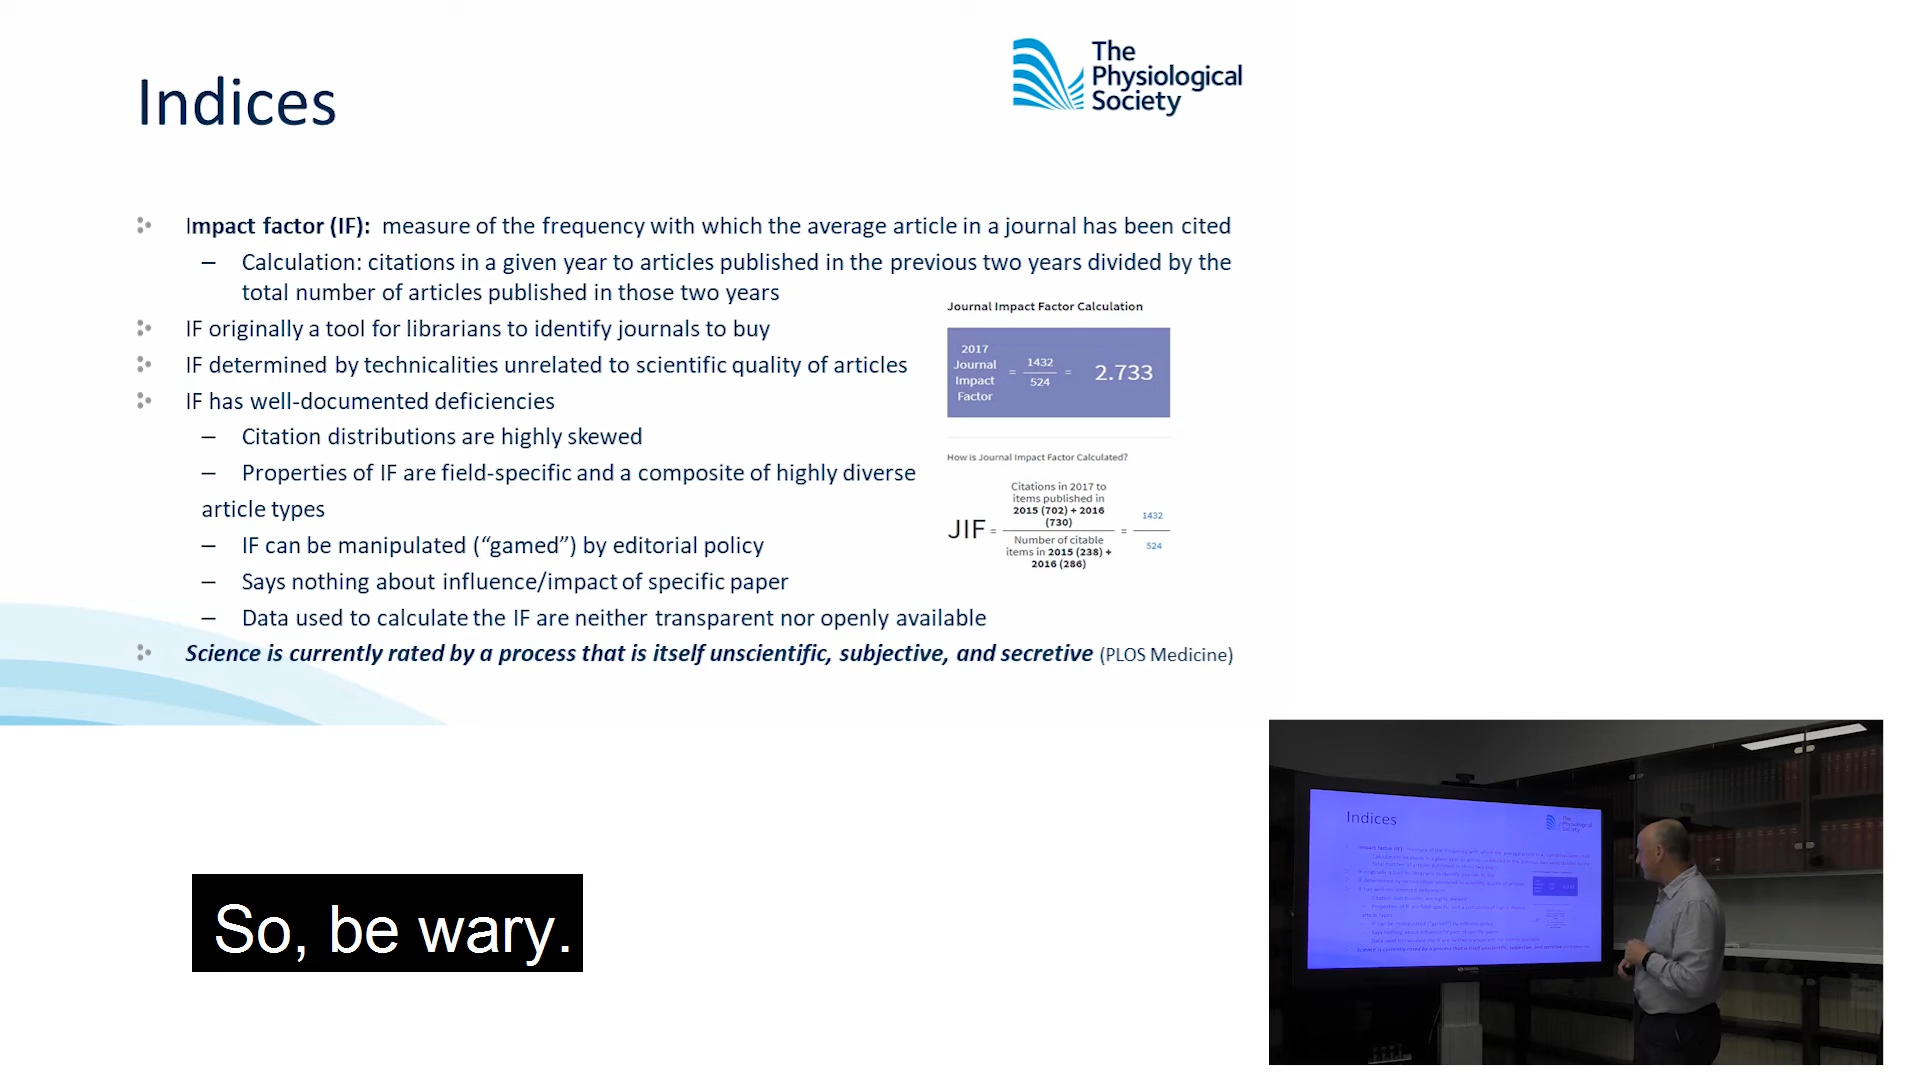 The
Physiological
Society
Indices
Impact factor (IF): measure of the frequency with which the average article in a journal has been cited
– Calculation: citations in a given year to articles published in the previous two years divided by the
total number of articles published in those two years
IF originally a tool for librarians to identify journals to buy
IF determined by technicalities unrelated to scientific quality of articles
IF has well-documented deficiencies
– Citation distributions are highly skewed
– Properties of IF are field-specific and a composite of highly diverse
article types
– IF can be manipulated (“gamed”) by editorial policy
– Says nothing about influence/impact of specific paper
– Data used to calculate the IF are neither transparent nor openly available
Science is currently rated by a process that is itself unscientific, subjective, and secretive (PLOS Medicine)
Journal Impact Factor Calculation
2017
Journal
Impact
Factor
=
1432
524
=
2.733
How is Journal Impact Factor Calculated?
JIF =
Citations in 2017 to
items published in
2015 (702) + 2016
(730)
Number of citable
items in 2015 (238) +
2016 (286)
=
1432
524
So, be wary.
Indices
The
Physiological
Society